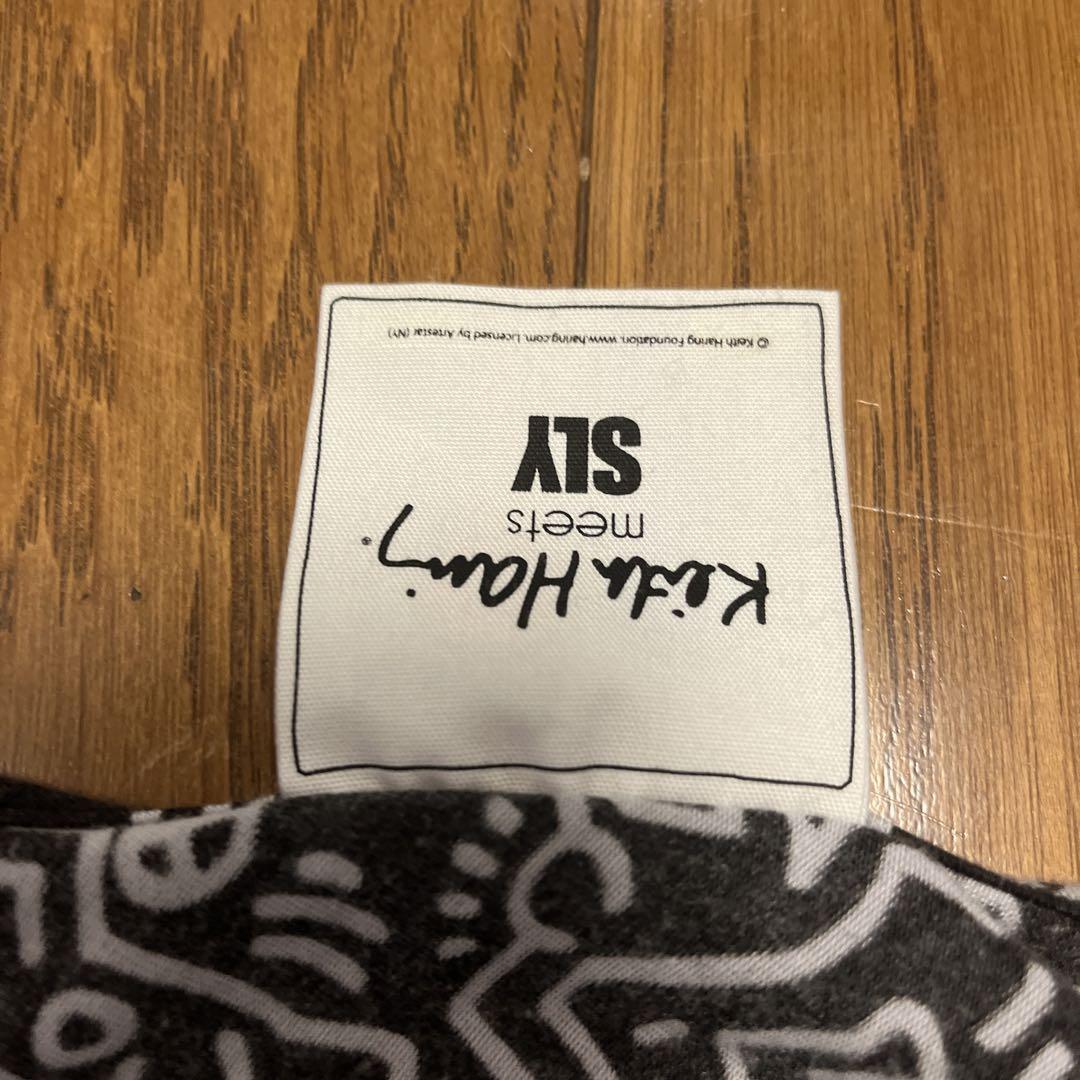 Keith Haring®
meets
SLY
© Keith Haring Foundation. www.haring.com. Licensed by Artestar (NY)